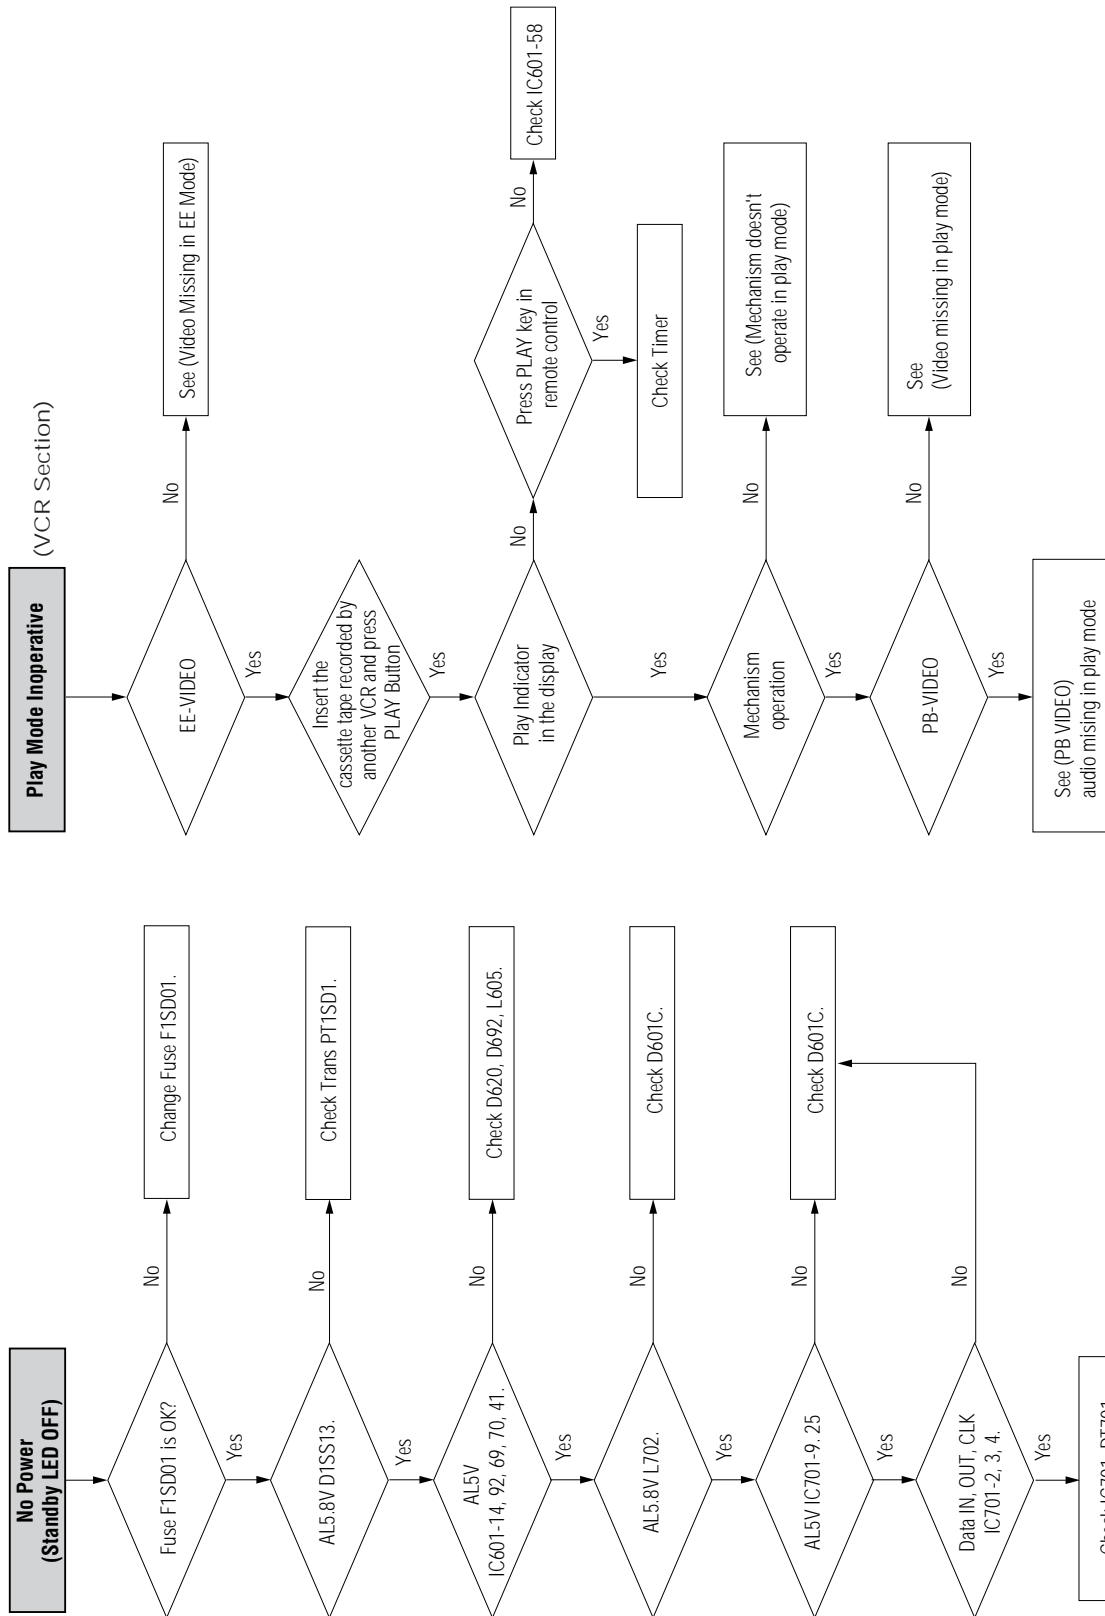 No Power
(Standby LED OFF)
Fuse F1SD01 is OK?
No
Change Fuse F1SD01.
Yes
AL5.8V D1SS13.
No
Check Trans PT1SD1.
Yes
AL5V
IC601-14, 92, 69, 70, 41.
No
Check D620, D692, L605.
Yes
AL5.8V L702.
No
Check D601C.
Yes
AL5V IC701-9. 25
No
Check D601C.
Yes
Data IN, OUT, CLK
IC701-2, 3, 4.
No
Yes
Play Mode Inoperative
(VCR Section)
EE-VIDEO
No
See (Video Missing in EE Mode)
Yes
Insert the
cassette tape recorded by
another VCR and press
PLAY Button
Yes
Play Indicator
in the display
No
Press PLAY key in
remote control
No
Check IC601-58
Yes
Check Timer
Yes
Mechanism
operation
No
See (Mechanism doesn't
operate in play mode)
Yes
PB-VIDEO
No
See
(Video missing in play mode)
Yes
See (PB VIDEO)
audio mising in play mode